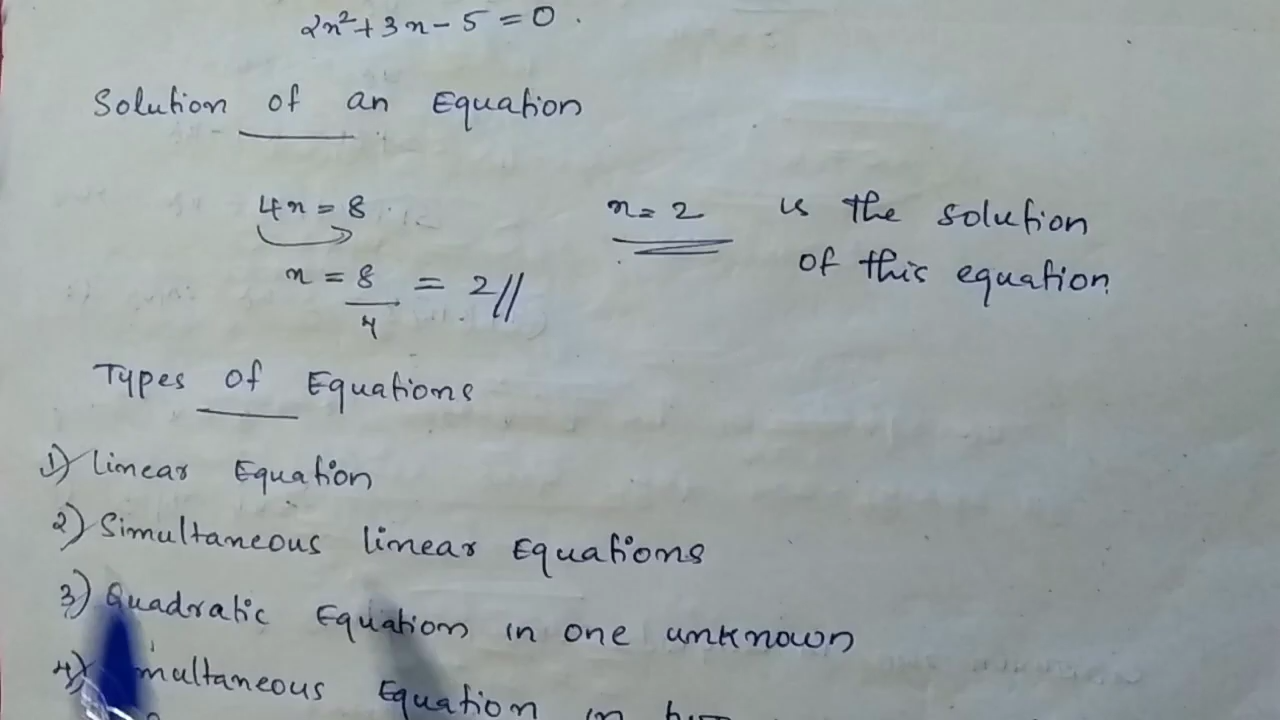 2x²+3x-5=0.
Solution of an Equation
4x=8
x=8/4=2//
x=2 is the solution
of this equation
Types of Equations
1) Linear Equation
2) Simultaneous linear Equations
3) Quadratic Equation in one unknown
4) Simultaneous Equation in